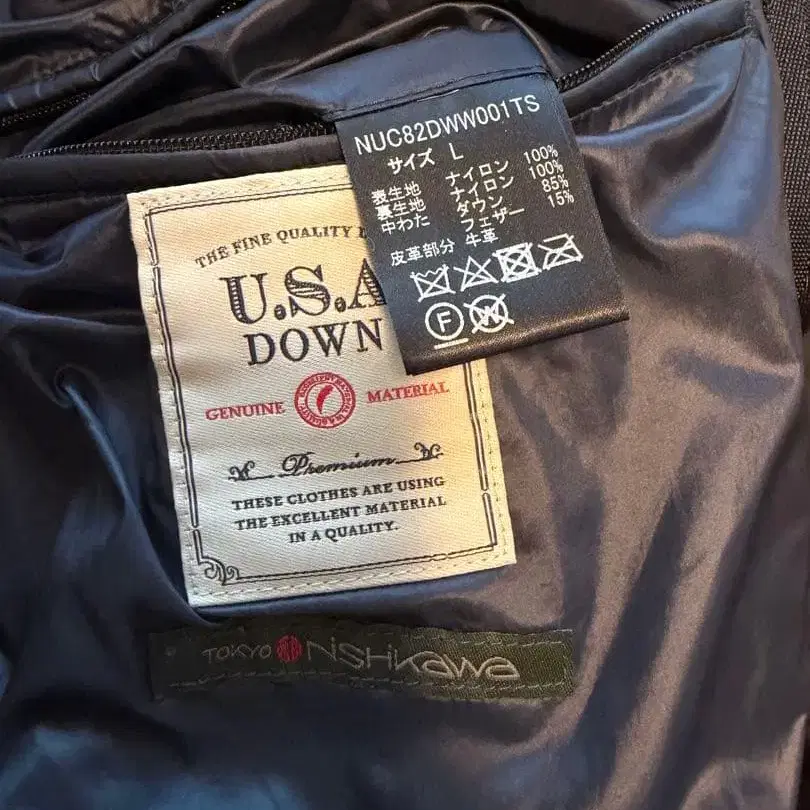 NUC82DWW001TS
サイズ L
表生地 ナイロン 100%
裏生地 ナイロン 100%
中わた ダウン 85%
フェザー 15%
皮革部分 牛革
F
W
THE FINE QUALITY
U.S.A
DOWN
GENUINE MATERIAL
Premium
THESE CLOTHES ARE USING
THE EXCELLENT MATERIAL
IN A QUALITY.
TOKYO NiSHiKaWa